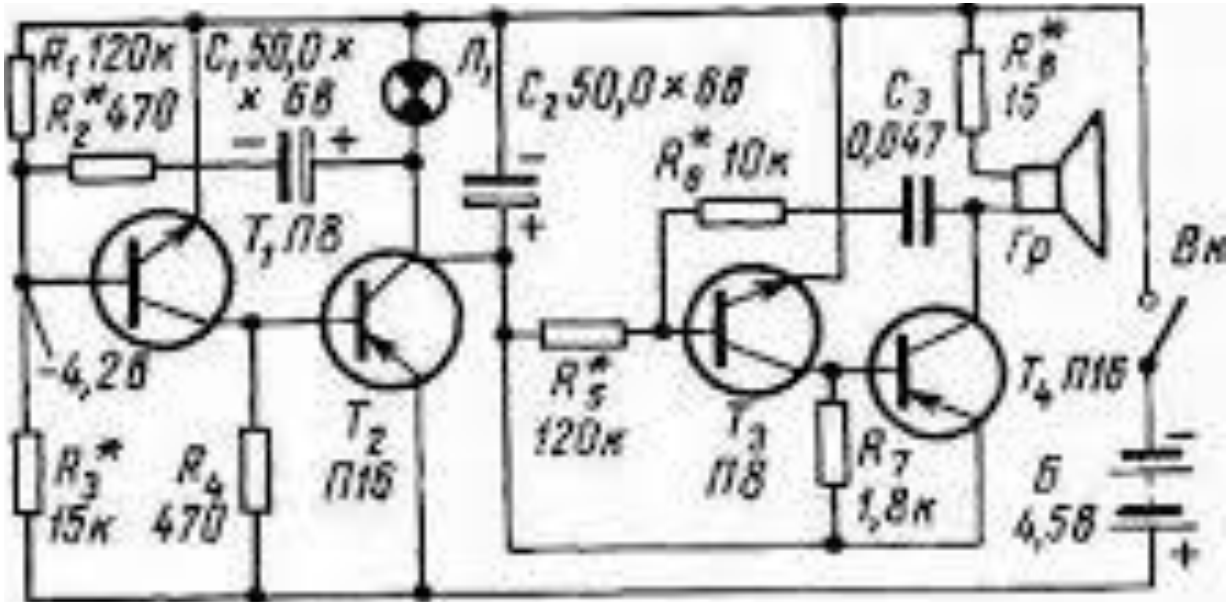 R₁ 120к
R₂* 470
C₁ 50,0 ×
× 6в
−
+
Л₁
C₂ 50,0 × 6в
−
+
C₃
0,047
R₈*
15
R₆* 10к
T₁ П8
Гр
Вк
−4,2в
R₃*
15к
R₄
470
T₂
П16
R₅*
120к
T₃
П8
R₇
1,8к
T₄ П16
Б
4,5в
−
+